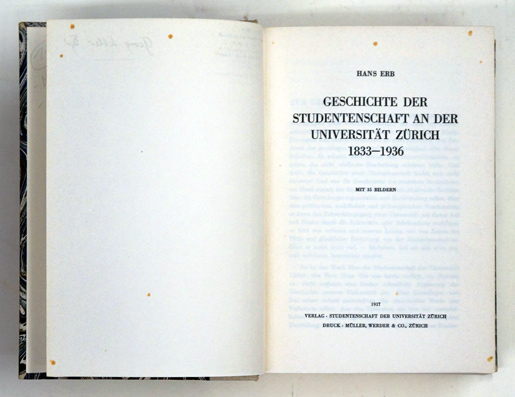 HANS ERB
GESCHICHTE DER
STUDENTENSCHAFT AN DER
UNIVERSITÄT ZÜRICH
1833—1936
MIT 35 BILDERN
1937
VERLAG · STUDENTENSCHAFT DER UNIVERSITÄT ZÜRICH
DRUCK · MÜLLER, WERDER & CO., ZÜRICH